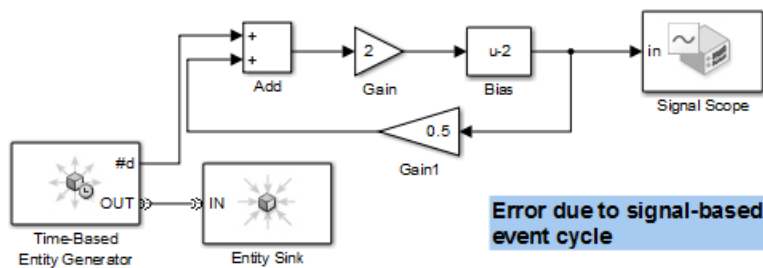 +
+
Add
2
Gain
u-2
Bias
in
Signal Scope
0.5
Gain1
#d
OUT
Time-Based
Entity Generator
IN
Entity Sink
Error due to signal-based
event cycle